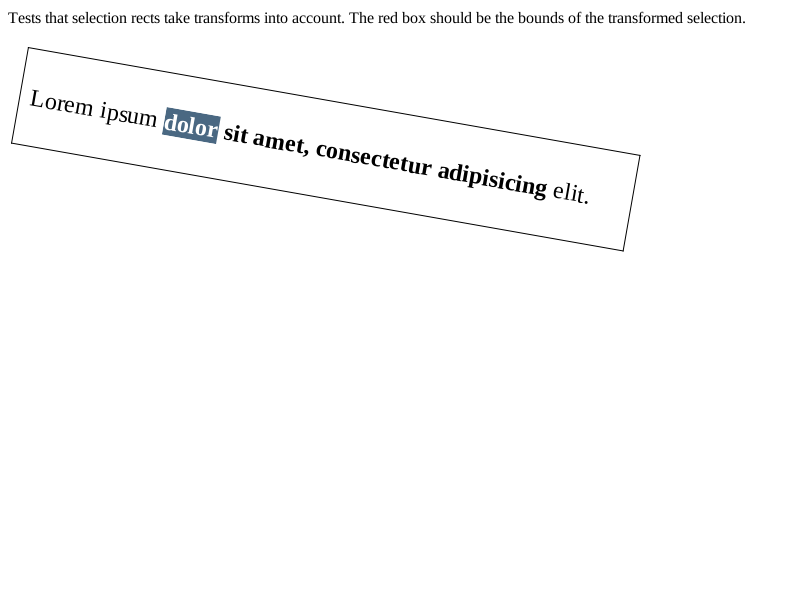 Tests that selection rects take transforms into account. The red box should be the bounds of the transformed selection.
Lorem ipsum dolor sit amet, consectetur adipisicing elit.